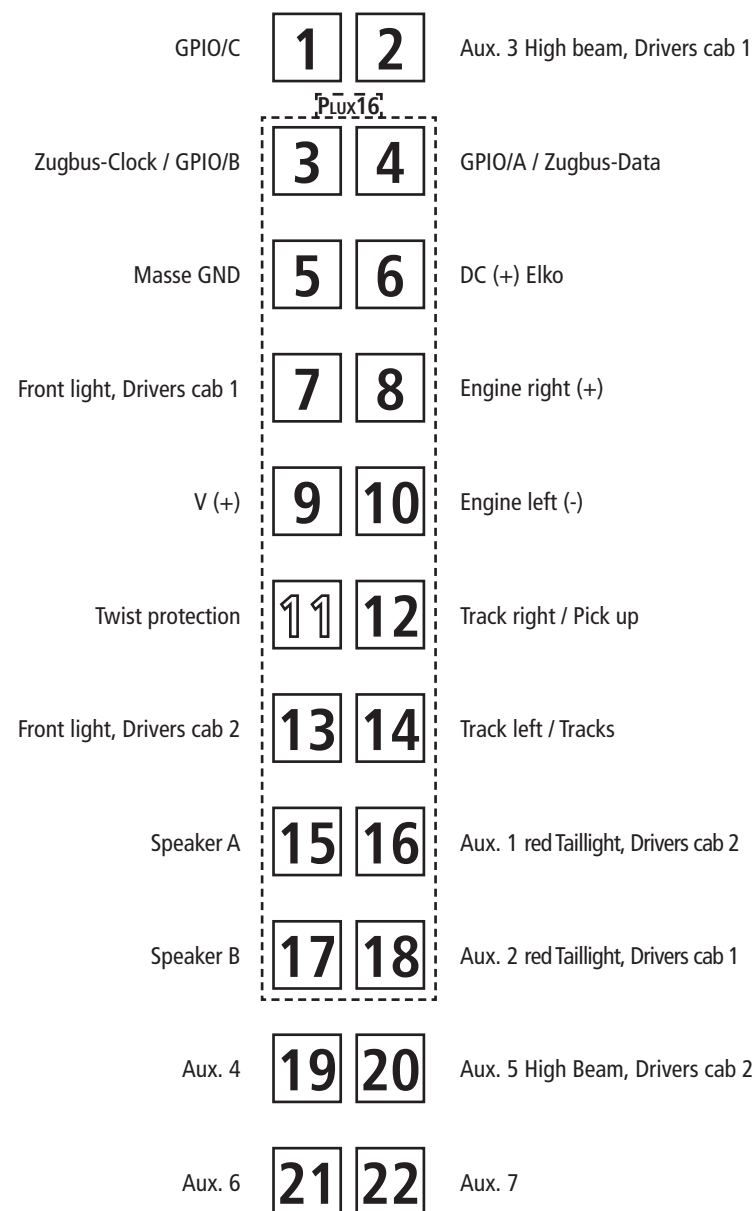 GPIO/C 1 2 Aux. 3 High beam, Drivers cab 1
PLUX16
Zugbus-Clock / GPIO/B 3 4 GPIO/A / Zugbus-Data
Masse GND 5 6 DC (+) Elko
Front light, Drivers cab 1 7 8 Engine right (+)
V (+) 9 10 Engine left (-)
Twist protection 11 12 Track right / Pick up
Front light, Drivers cab 2 13 14 Track left / Tracks
Speaker A 15 16 Aux. 1 red Taillight, Drivers cab 2
Speaker B 17 18 Aux. 2 red Taillight, Drivers cab 1
Aux. 4 19 20 Aux. 5 High Beam, Drivers cab 2
Aux. 6 21 22 Aux. 7